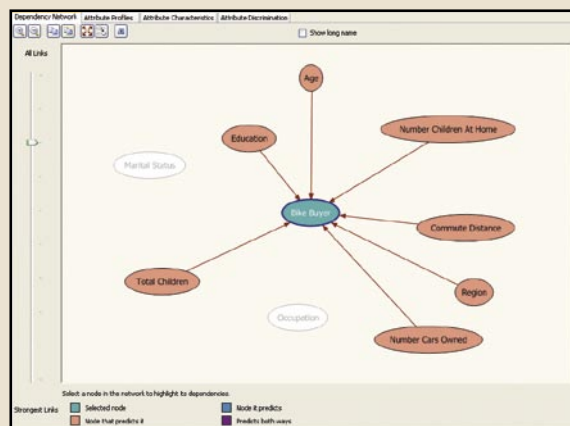 Dependency Network Attribute Profiles Attribute Characteristics Attribute Discrimination
Show long name
All Links
Age
Number Children At Home
Education
Marital Status
Bike Buyer
Commute Distance
Total Children
Region
Occupation
Number Cars Owned
Select a node in the network to highlight to dependencies.
Strongest Links
Selected node
Node it predicts
Node that predicts it
Predicts both ways